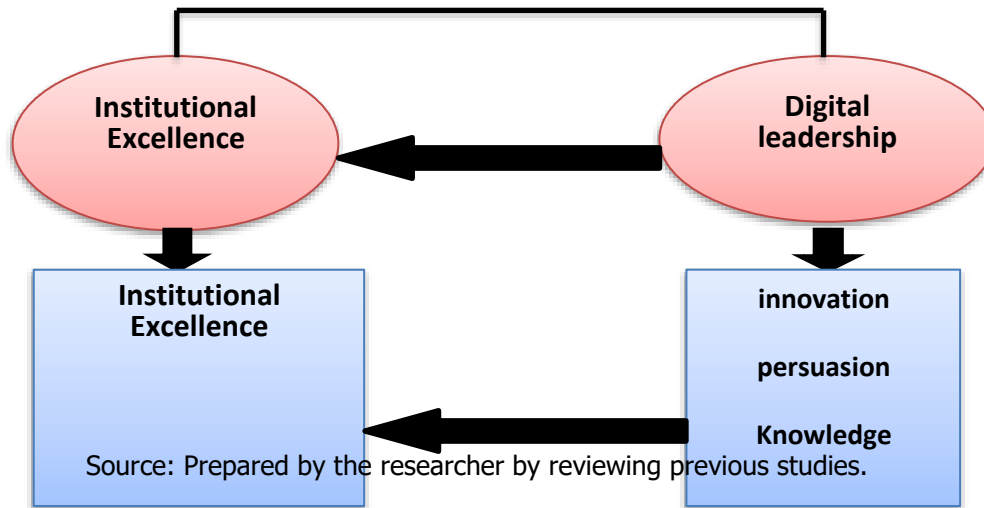 Institutional
Excellence
Digital
leadership
Institutional
Excellence
innovation
persuasion
Knowledge
Source: Prepared by the researcher by reviewing previous studies.